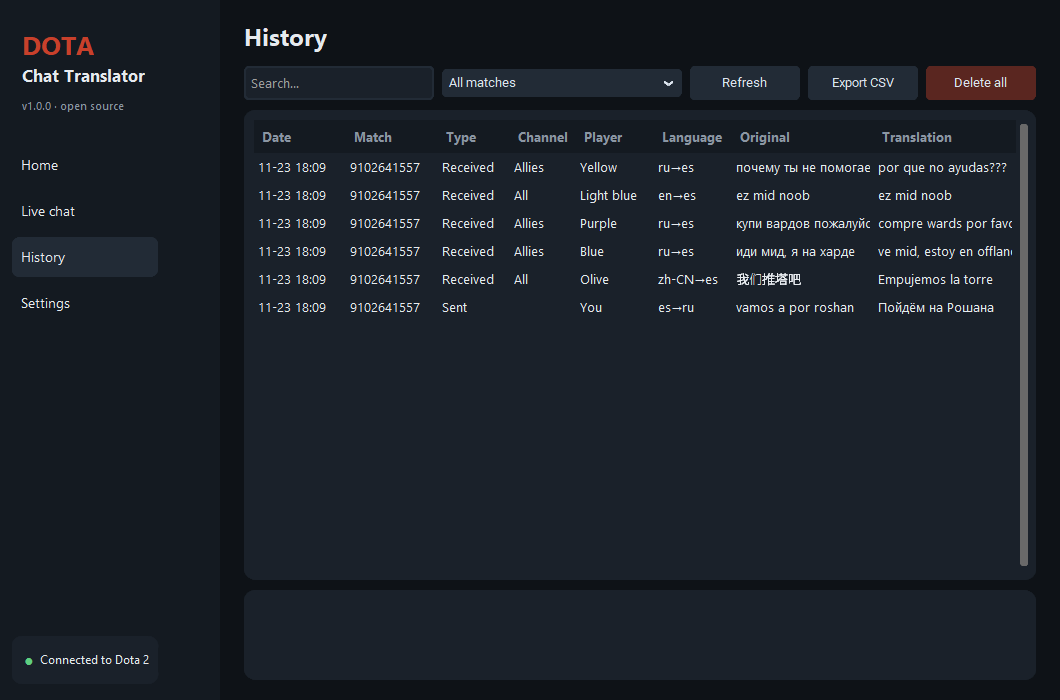 DOTA
Chat Translator
v1.0.0 · open source
Home
Live chat
History
Settings
Connected to Dota 2
History
Search... All matches Refresh Export CSV Delete all
Date Match Type Channel Player Language Original Translation
11-23 18:09 9102641557 Received Allies Yellow ru→es почему ты не помогае por que no ayudas???
11-23 18:09 9102641557 Received All Light blue en→es ez mid noob ez mid noob
11-23 18:09 9102641557 Received Allies Purple ru→es купи вардов пожалуйс compre wards por favo
11-23 18:09 9102641557 Received Allies Blue ru→es иди мид, я на харде ve mid, estoy en offlan
11-23 18:09 9102641557 Received All Olive zh-CN→es 我们推塔吧 Empujemos la torre
11-23 18:09 9102641557 Sent You es→ru vamos a por roshan Пойдём на Рошана